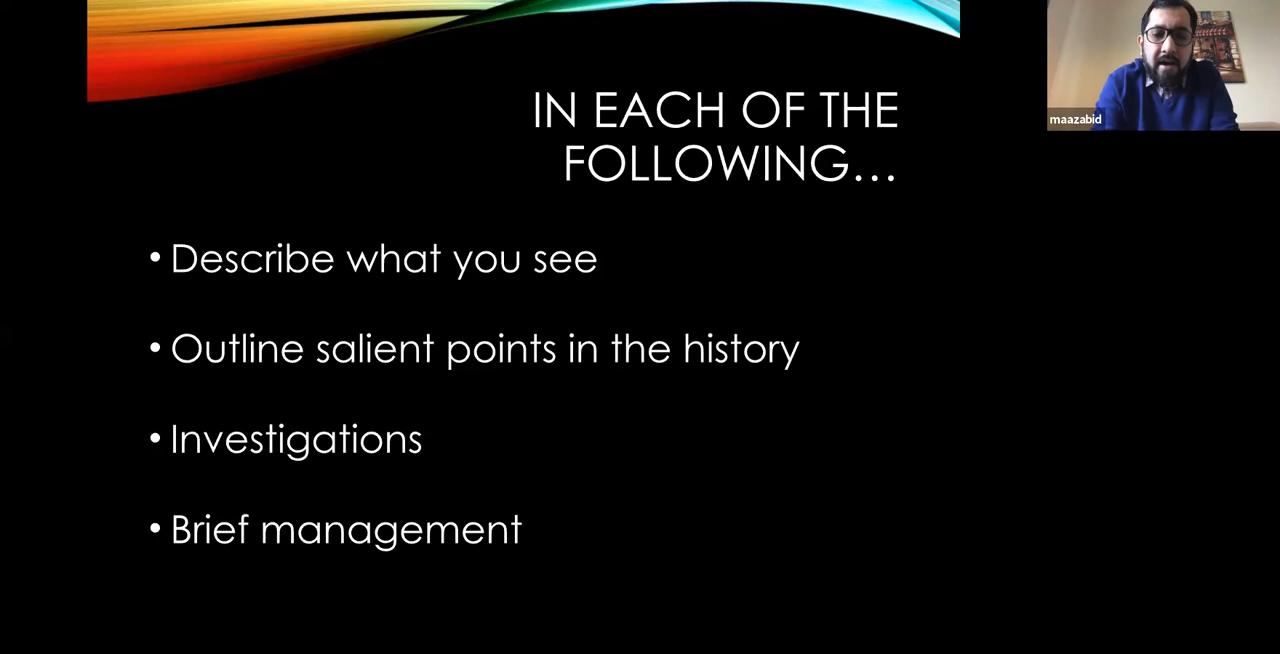 IN EACH OF THE
FOLLOWING…
maazabid
• Describe what you see
• Outline salient points in the history
• Investigations
• Brief management